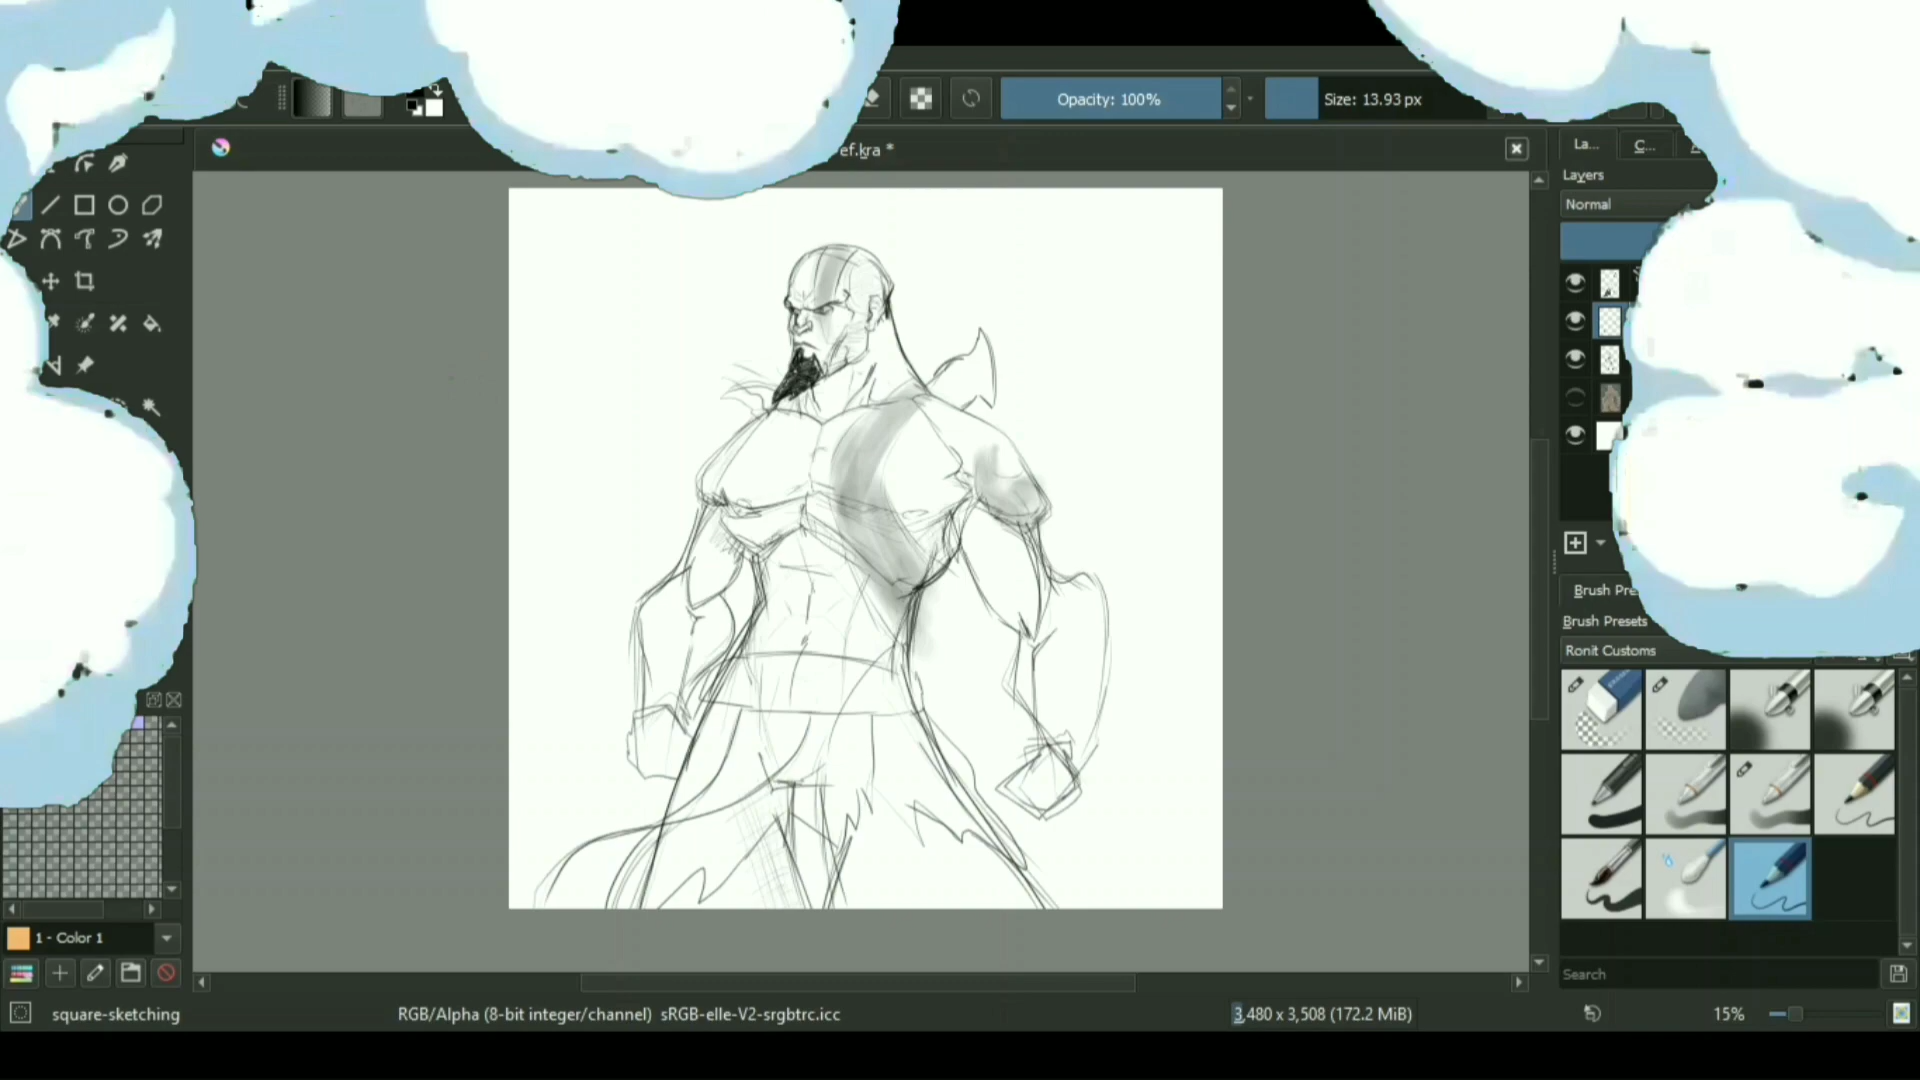 Opacity: 100%
Size: 13.93 px
ef.kra *
La...
C...
Layers
Normal
Brush Pre
Brush Presets
Ronit Customs
1 - Color 1
Search
square-sketching
RGB/Alpha (8-bit integer/channel) sRGB-elle-V2-srgbtrc.icc
3,480 x 3,508 (172.2 MiB)
15%